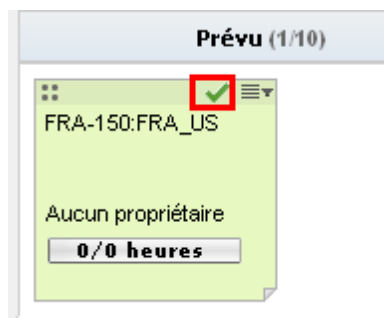 Prévu (1/10)
FRA-150:FRA_US
Aucun propriétaire
0/0 heures